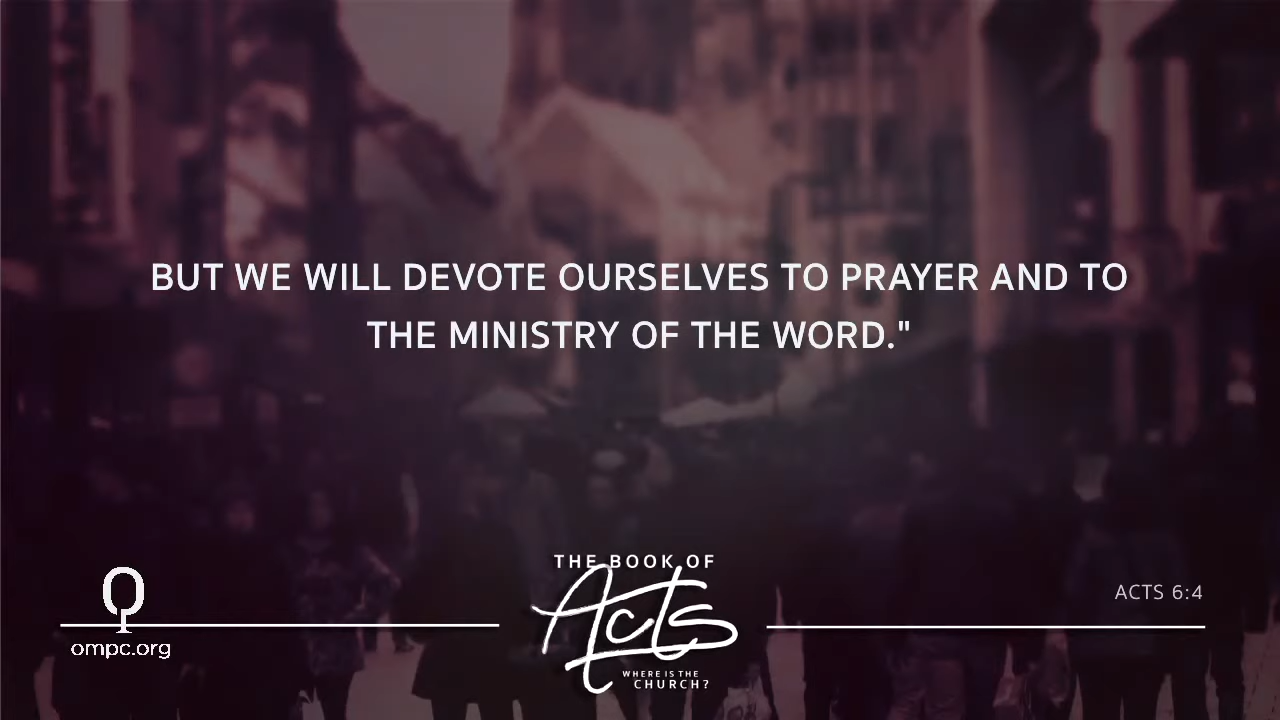 BUT WE WILL DEVOTE OURSELVES TO PRAYER AND TO
THE MINISTRY OF THE WORD."
THE BOOK OF
Acts
WHERE IS THE
CHURCH?
ompc.org
ACTS 6:4